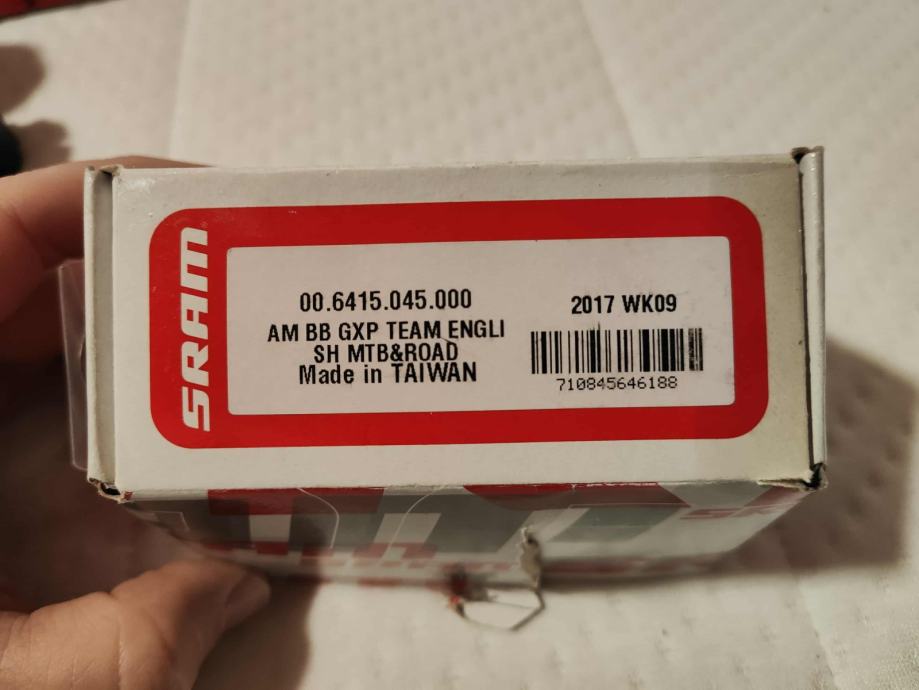 SRAM
00.6415.045.000
AM BB GXP TEAM ENGLI
SH MTB&ROAD
Made in TAIWAN
2017 WK09
710845646188